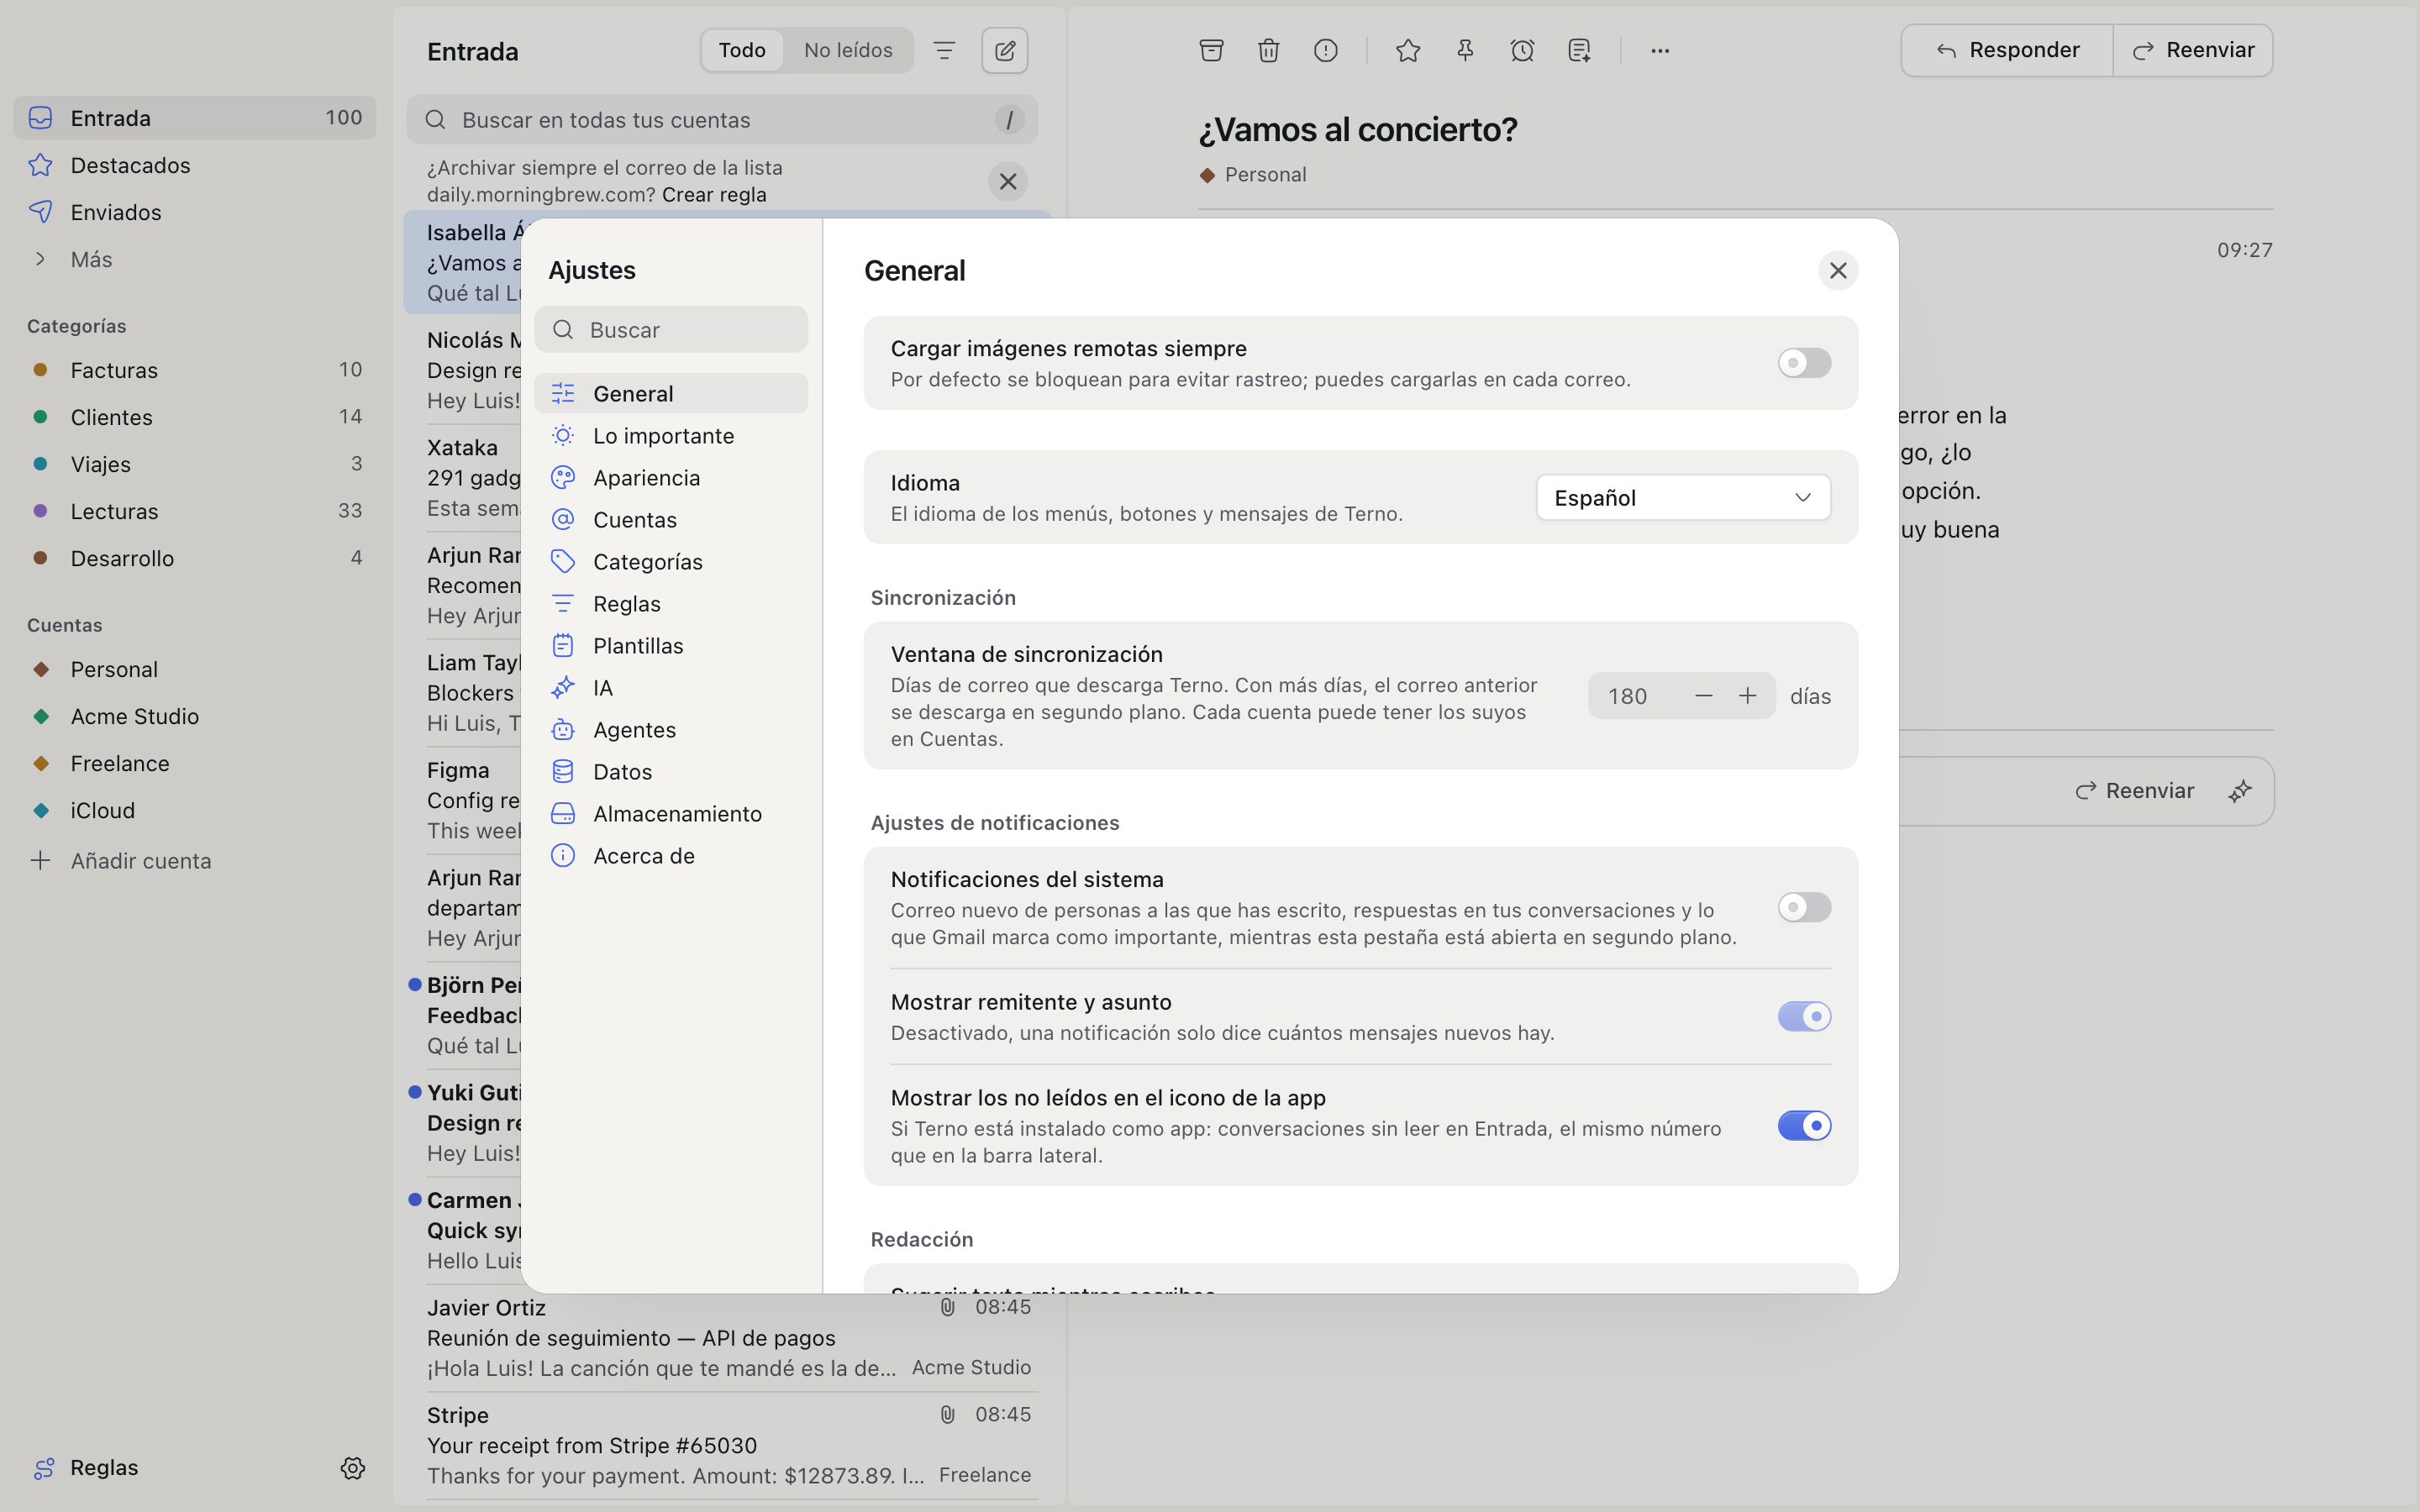 Entrada
Todo
No leídos
Responder
Reenviar
Entrada 100
Destacados
Enviados
Más
Categorías
Facturas 10
Clientes 14
Viajes 3
Lecturas 33
Desarrollo 4
Cuentas
Personal
Acme Studio
Freelance
iCloud
Añadir cuenta
Reglas
Buscar en todas tus cuentas /
¿Archivar siempre el correo de la lista
daily.morningbrew.com? Crear regla
Isabella
¿Vamos
Qué tal
Nicolás
Design
Hey Luis!
Xataka
291
Esta
Arjun
Hey
Liam
Blockers
Hi Luis,
Figma
Config
This
Arjun
Hey
Björn
Qué tal
Yuki
Design
Hey Luis!
Carmen
Quick
Hello
Javier Ortiz 08:45
Reunión de seguimiento — API de pagos
¡Hola Luis! La canción que te mandé es la de... Acme Studio
Stripe 08:45
Your receipt from Stripe #65030
Thanks for your payment. Amount: $12873.89. I... Freelance
¿Vamos al concierto?
Personal
09:27
error en la
¿lo
opción.
buena
Reenviar
Ajustes
Buscar
General
Lo importante
Apariencia
Cuentas
Categorías
Reglas
Plantillas
IA
Agentes
Datos
Almacenamiento
Acerca de
General
Cargar imágenes remotas siempre
Por defecto se bloquean para evitar rastreo; puedes cargarlas en cada correo.
Idioma
El idioma de los menús, botones y mensajes de Terno.
Español
Sincronización
Ventana de sincronización
Días de correo que descarga Terno. Con más días, el correo anterior
se descarga en segundo plano. Cada cuenta puede tener los suyos
en Cuentas.
180 días
Ajustes de notificaciones
Notificaciones del sistema
Correo nuevo de personas a las que has escrito, respuestas en tus conversaciones y lo
que Gmail marca como importante, mientras esta pestaña está abierta en segundo plano.
Mostrar remitente y asunto
Desactivado, una notificación solo dice cuántos mensajes nuevos hay.
Mostrar los no leídos en el icono de la app
Si Terno está instalado como app: conversaciones sin leer en Entrada, el mismo número
que en la barra lateral.
Redacción
Sugerir texto mientras escribes